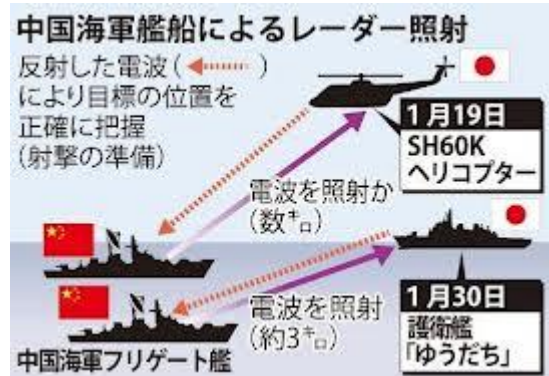 中国海軍艦船によるレーダー照射
反射した電波( )
により目標の位置を
正確に把握
(射撃の準備)
1月19日
SH60K
ヘリコプター
電波を照射か
(数㌔)
1月30日
護衛艦
「ゆうだち」
電波を照射
(約3㌔)
中国海軍フリゲート艦